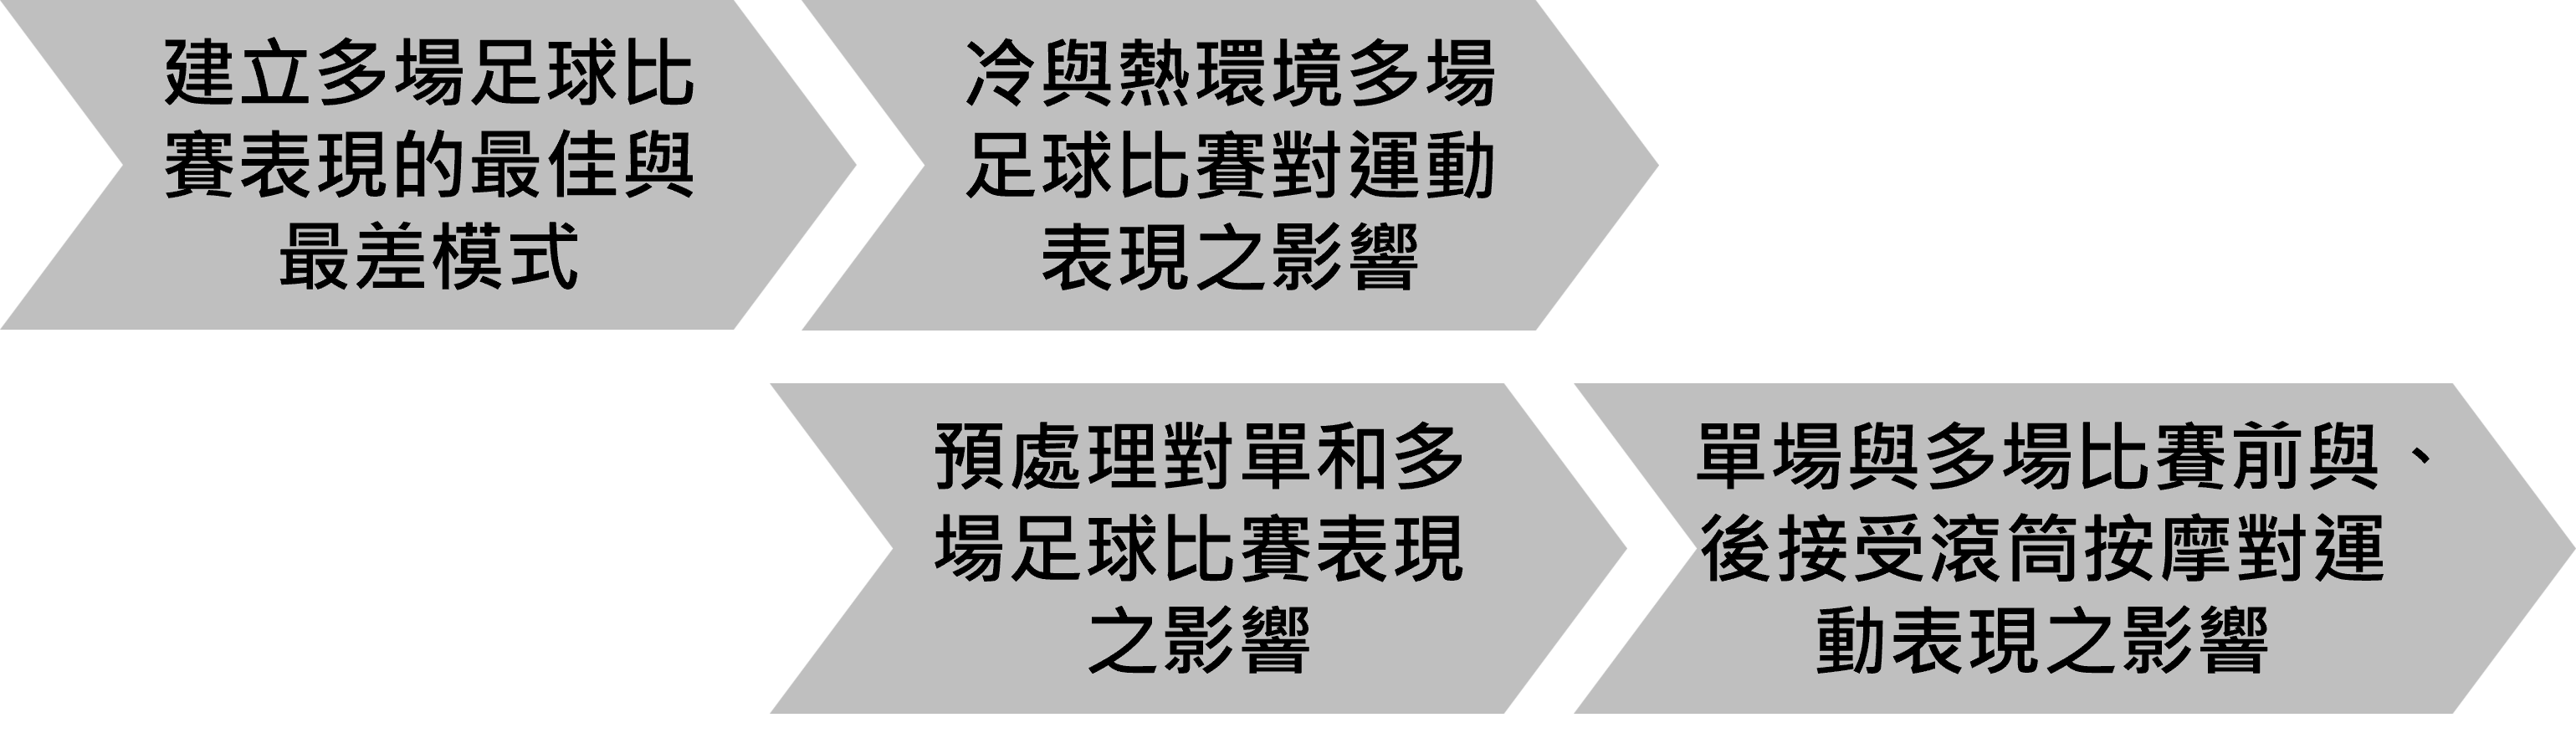 建立多場足球比
賽表現的最佳與
最差模式
冷與熱環境多場
足球比賽對運動
表現之影響
預處理對單和多
場足球比賽表現
之影響
單場與多場比賽前與、
後接受滾筒按摩對運
動表現之影響